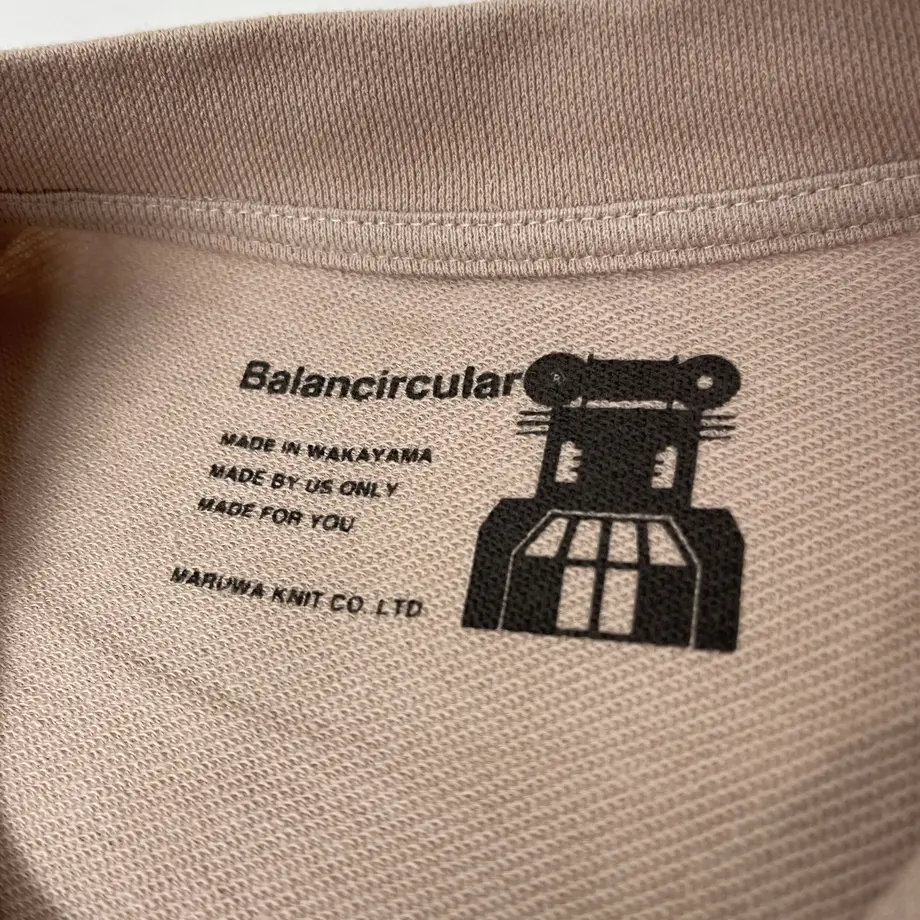 Balancircular
MADE IN WAKAYAMA
MADE BY US ONLY
MADE FOR YOU
MARUWA KNIT CO. LTD